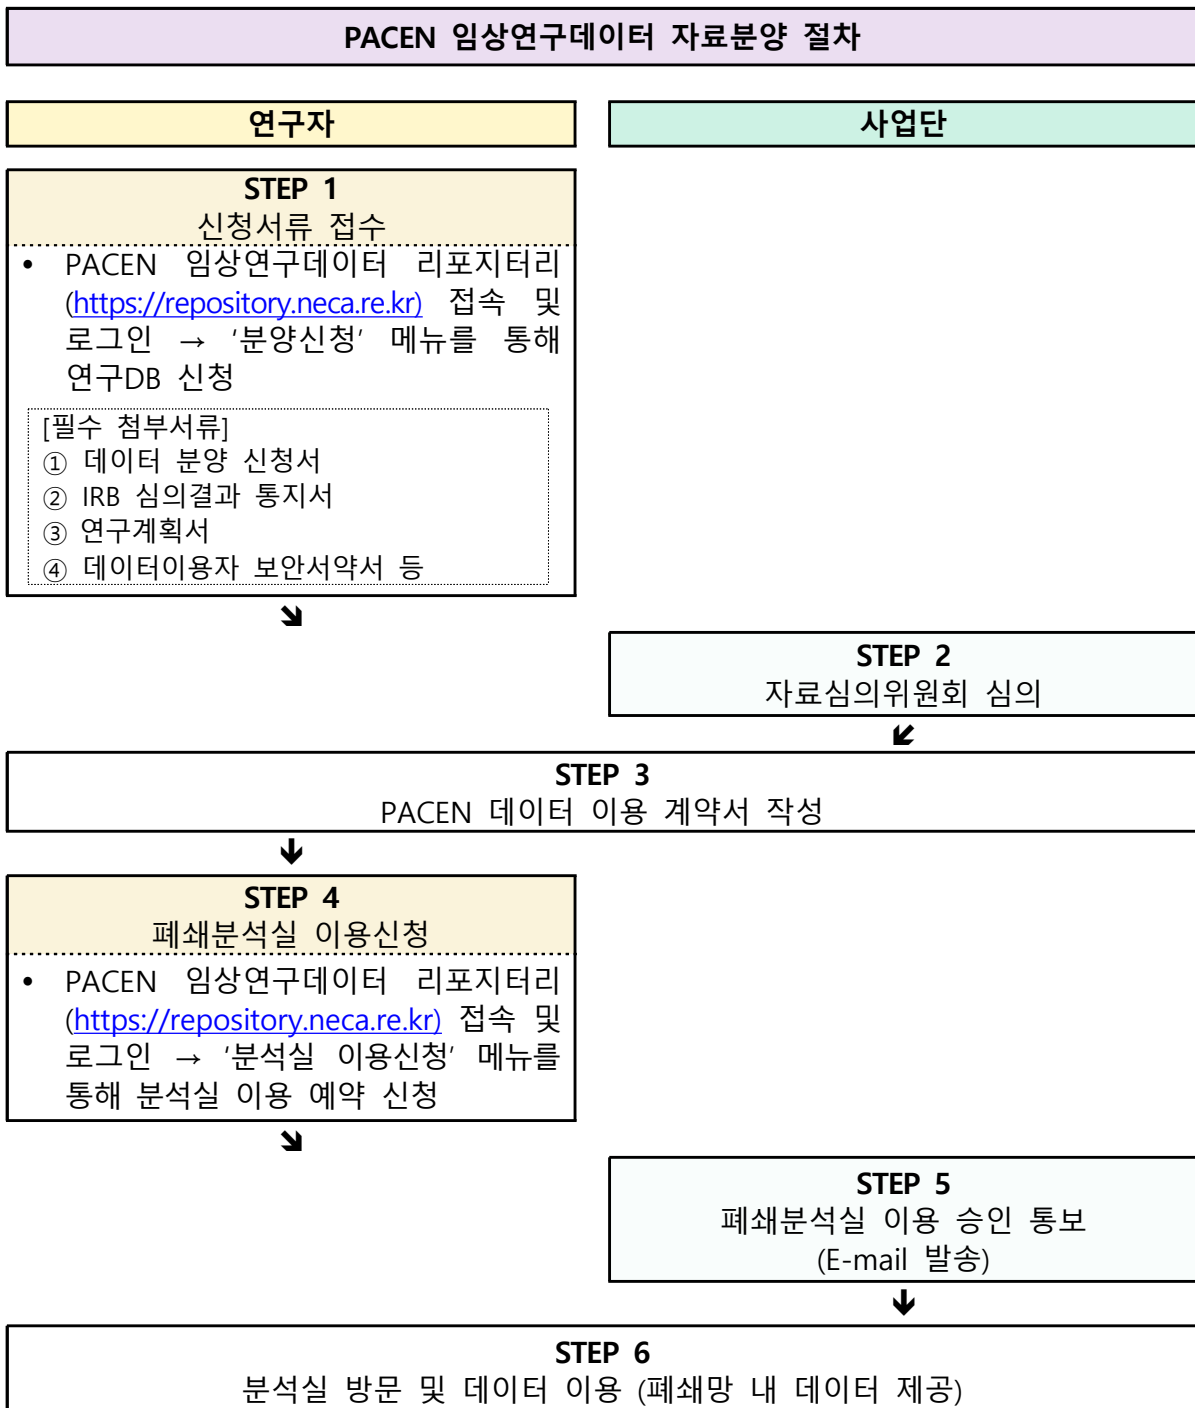 PACEN 임상연구데이터 자료분양 절차
연구자
사업단
STEP 1
신청서류 접수
• PACEN 임상연구데이터 리포지터리
(https://repository.neca.re.kr) 접속 및
로그인 → ‘분양신청’ 메뉴를 통해
연구DB 신청
[필수 첨부서류]
① 데이터 분양 신청서
② IRB 심의결과 통지서
③ 연구계획서
④ 데이터이용자 보안서약서 등
STEP 2
자료심의위원회 심의
STEP 3
PACEN 데이터 이용 계약서 작성
STEP 4
폐쇄분석실 이용신청
• PACEN 임상연구데이터 리포지터리
(https://repository.neca.re.kr) 접속 및
로그인 → ‘분석실 이용신청’ 메뉴를
통해 분석실 이용 예약 신청
STEP 5
폐쇄분석실 이용 승인 통보
(E-mail 발송)
STEP 6
분석실 방문 및 데이터 이용 (폐쇄망 내 데이터 제공)